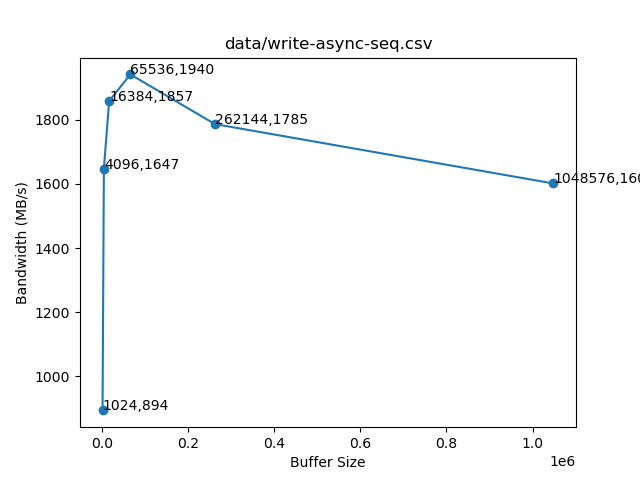 data/write-async-seq.csv
65536,1940
16384,1857
262144,1785
4096,1647
1048576,160
1024,894
1800
1600
1400
1200
1000
Bandwidth (MB/s)
0.0 0.2 0.4 0.6 0.8 1.0
1e6
Buffer Size